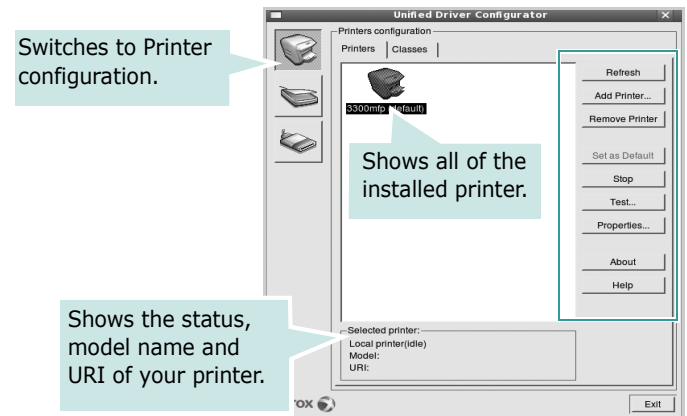 Unified Driver Configurator
Switches to Printer
configuration.
Printers configuration
Printers
Classes
3300mfp (default)
Shows all of the
installed printer.
Refresh
Add Printer...
Remove Printer
Set as Default
Stop
Test...
Properties...
About
Help
Shows the status,
model name and
URI of your printer.
Selected printer:
Local printer(idle)
Model:
URI:
Exit